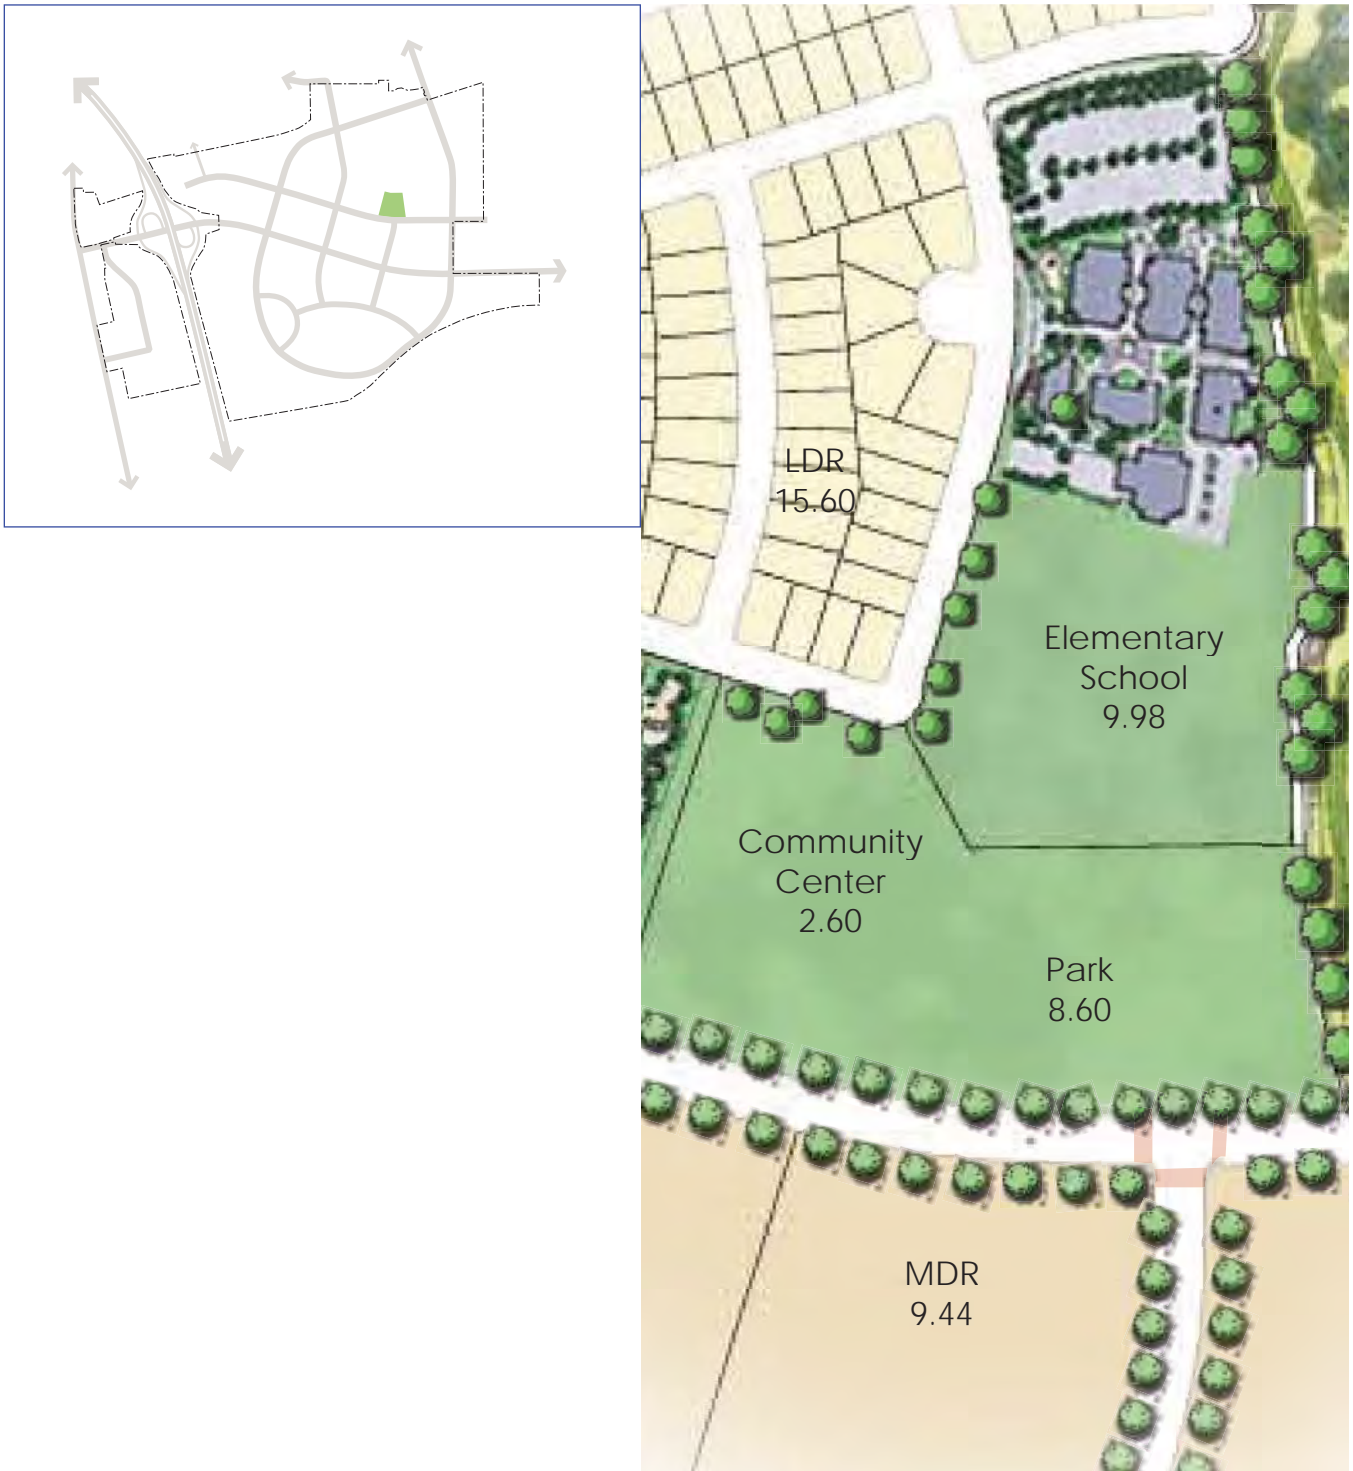 LDR
15.60
Elementary
School
9.98
Community
Center
2.60
Park
8.60
MDR
9.44